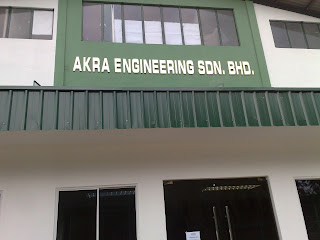 AKRA ENGINEERING SDN. BHD.